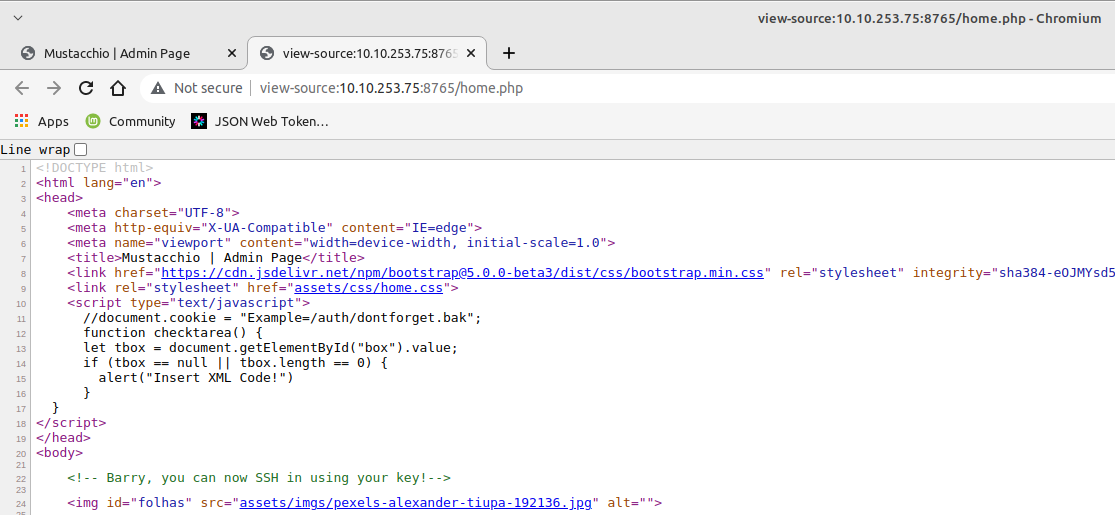 view-source:10.10.253.75:8765/home.php - Chromium
Mustacchio | Admin Page view-source:10.10.253.75:8765
Not secure | view-source:10.10.253.75:8765/home.php
Apps Community JSON Web Token…
Line wrap
1 <!DOCTYPE html>
2 <html lang="en">
3 <head>
4 <meta charset="UTF-8">
5 <meta http-equiv="X-UA-Compatible" content="IE=edge">
6 <meta name="viewport" content="width=device-width, initial-scale=1.0">
7 <title>Mustacchio | Admin Page</title>
8 <link href="https://cdn.jsdelivr.net/npm/bootstrap@5.0.0-beta3/dist/css/bootstrap.min.css" rel="stylesheet" integrity="sha384-eOJMYsd5
9 <link rel="stylesheet" href="assets/css/home.css">
10 <script type="text/javascript">
11 //document.cookie = "Example=/auth/dontforget.bak";
12 function checktarea() {
13 let tbox = document.getElementById("box").value;
14 if (tbox == null || tbox.length == 0) {
15 alert("Insert XML Code!")
16 }
17 }
18 </script>
19 </head>
20 <body>
21
22 <!-- Barry, you can now SSH in using your key!-->
23
24 <img id="folhas" src="assets/imgs/pexels-alexander-tiupa-192136.jpg" alt="">